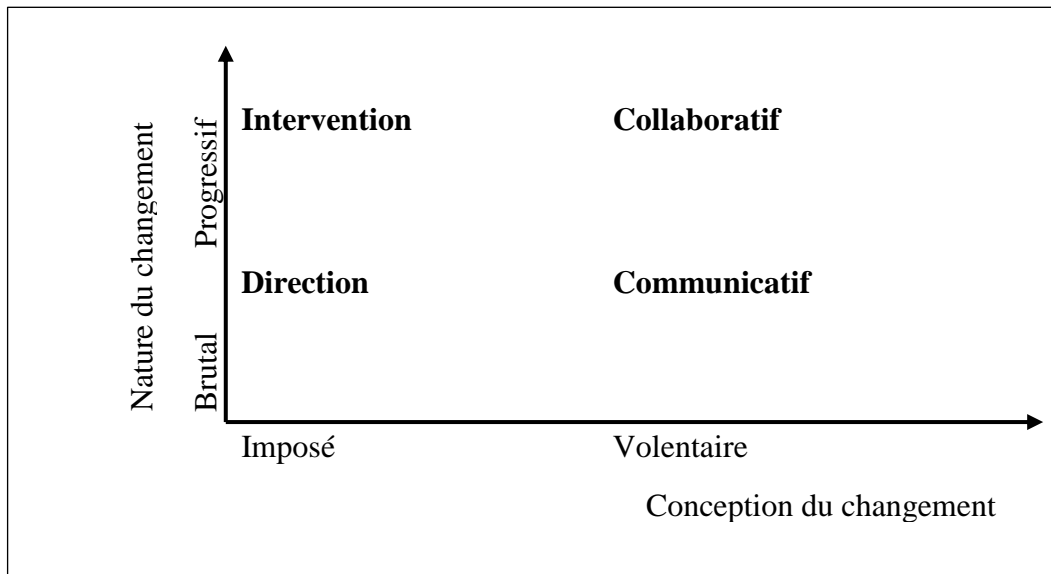 Intervention Collaboratif
Nature du changement
Progressif
Direction Communicatif
Brutal
Imposé Volentaire
Conception du changement